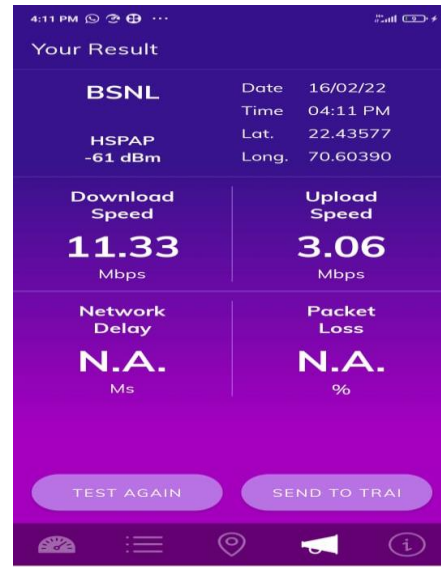 4:11 PM
Your Result
BSNL
HSPAP
-61 dBm
Date 16/02/22
Time 04:11 PM
Lat. 22.43577
Long. 70.60390
Download
Speed
11.33
Mbps
Upload
Speed
3.06
Mbps
Network
Delay
N.A.
Ms
Packet
Loss
N.A.
%
TEST AGAIN
SEND TO TRAI